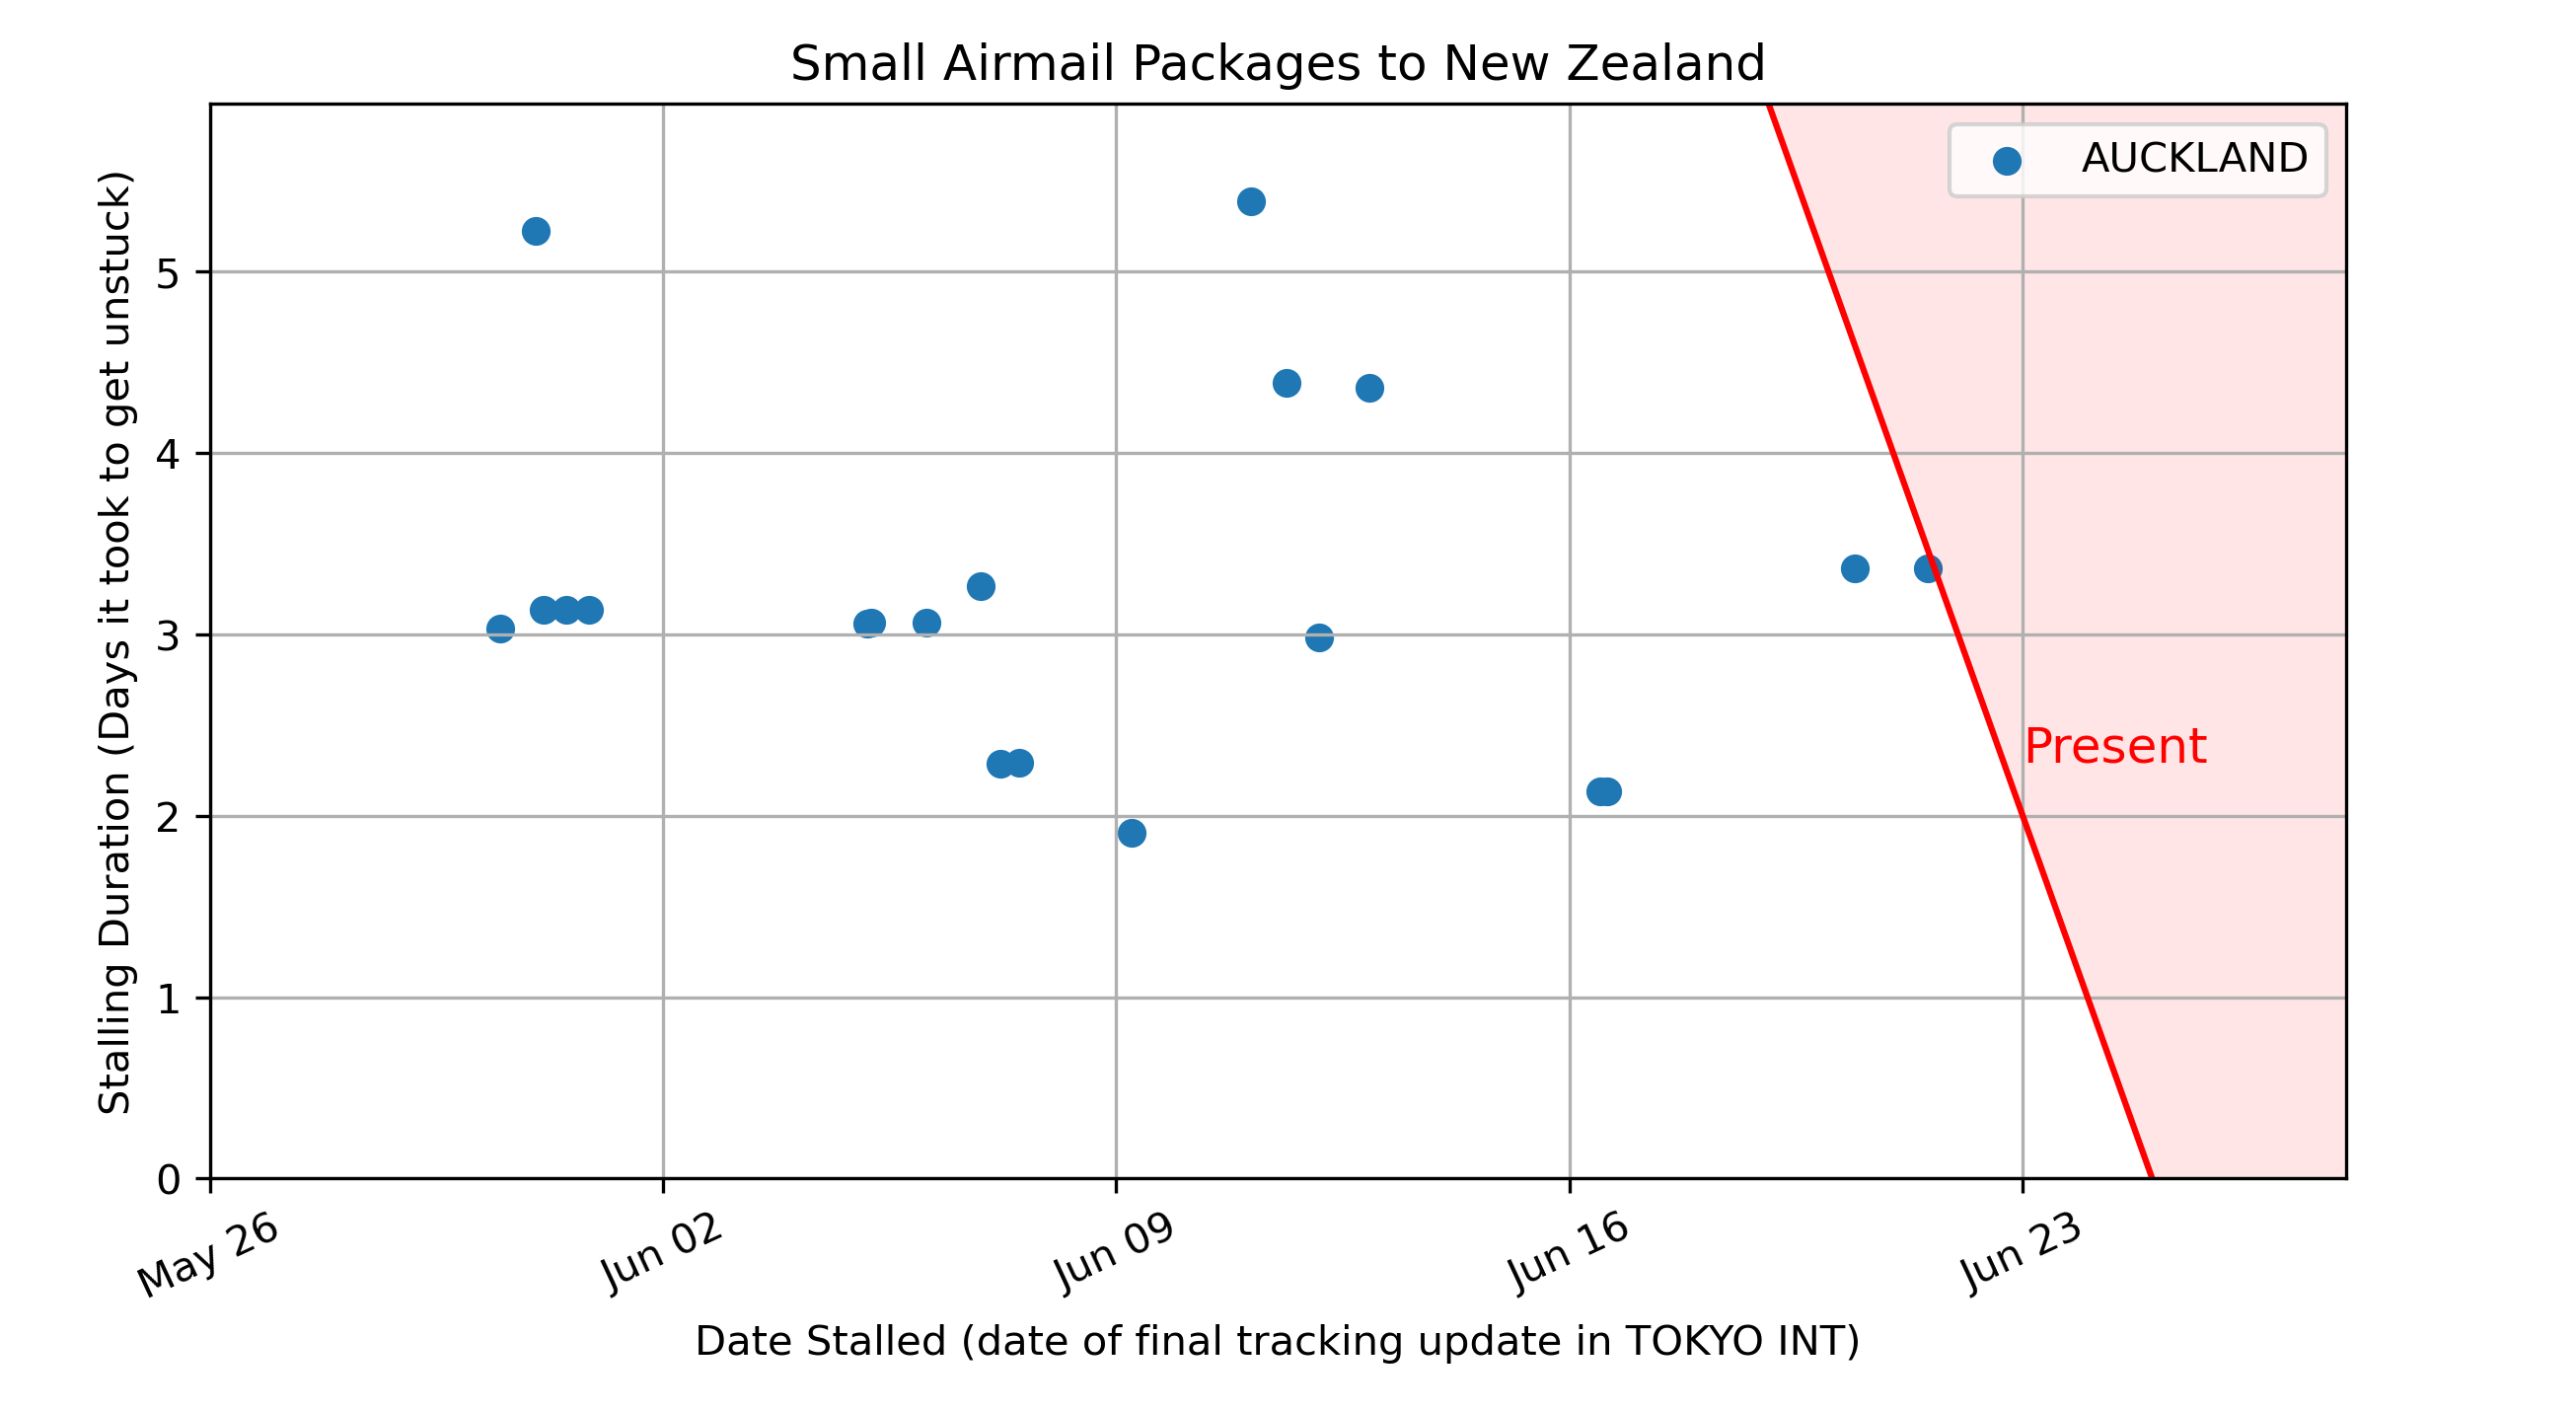 Small Airmail Packages to New Zealand
AUCKLAND
Stalling Duration (Days it took to get unstuck)
5
4
3
2
1
0
Present
May 26
Jun 02
Jun 09
Jun 16
Jun 23
Date Stalled (date of final tracking update in TOKYO INT)